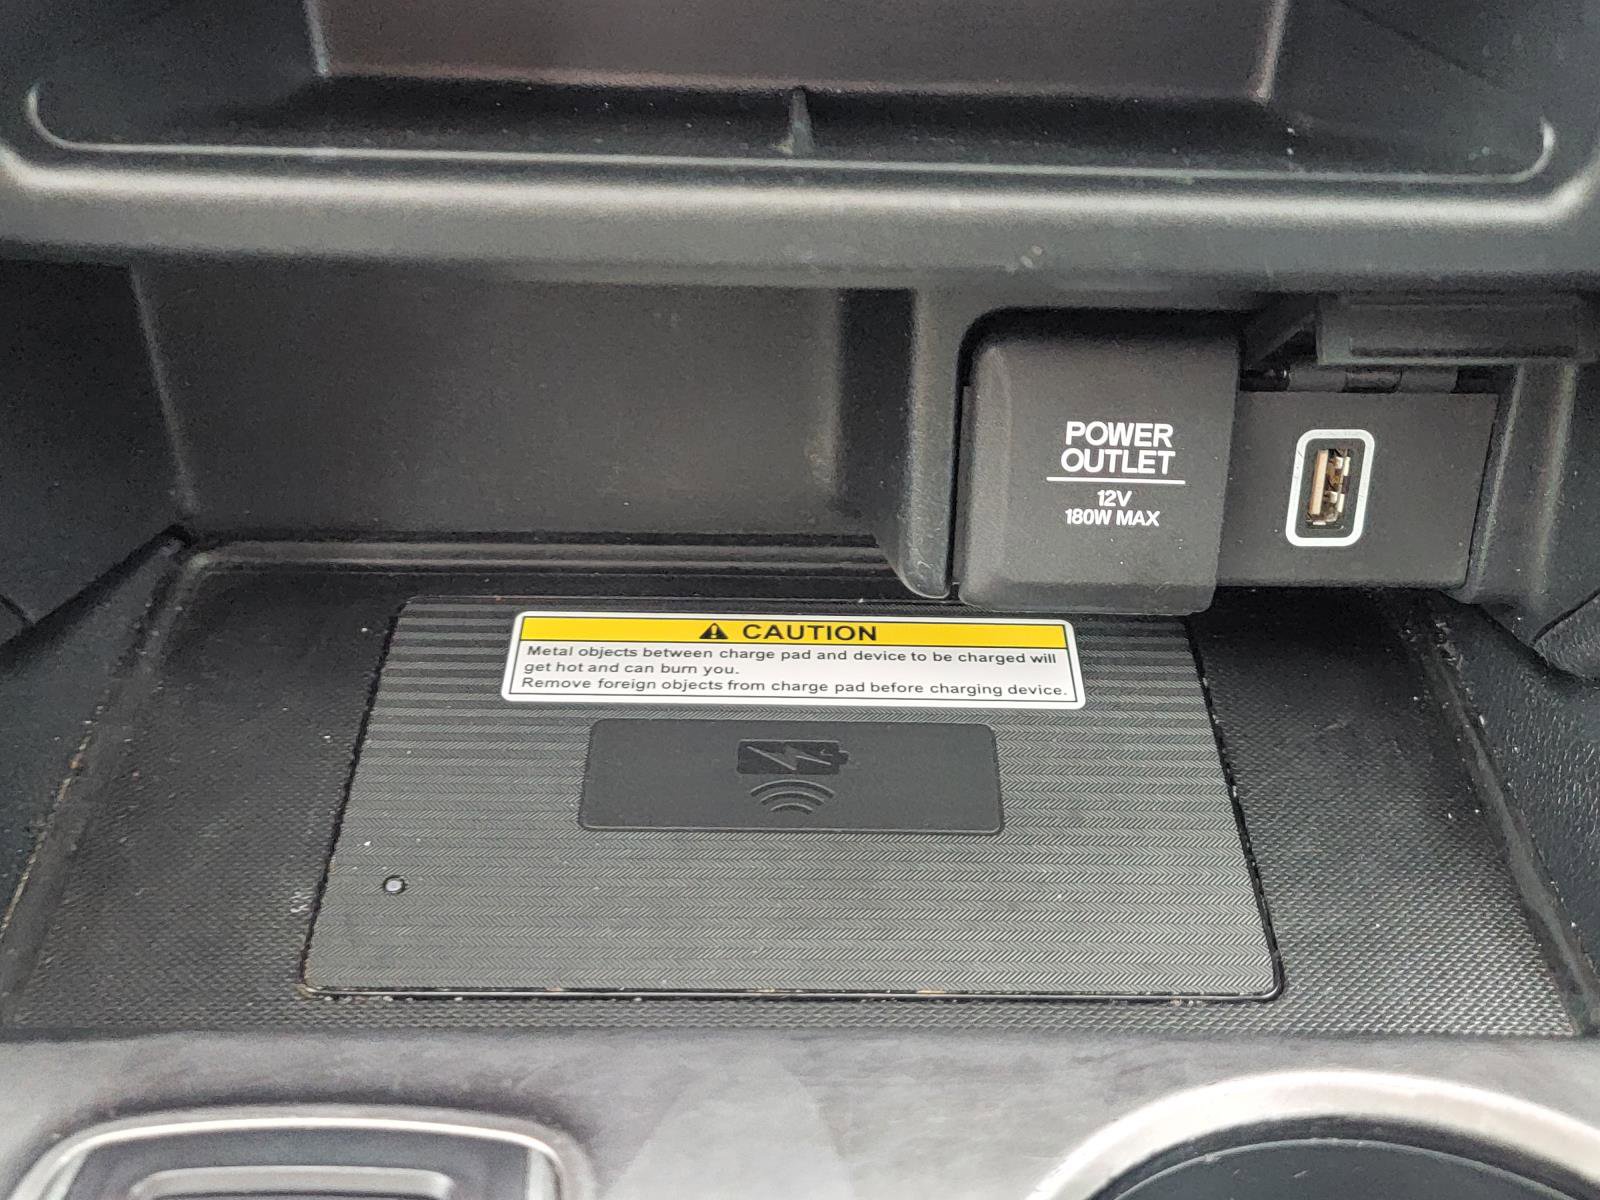 POWER
OUTLET
12V
180W MAX
CAUTION
Metal objects between charge pad and device to be charged will
get hot and can burn you.
Remove foreign objects from charge pad before charging device.